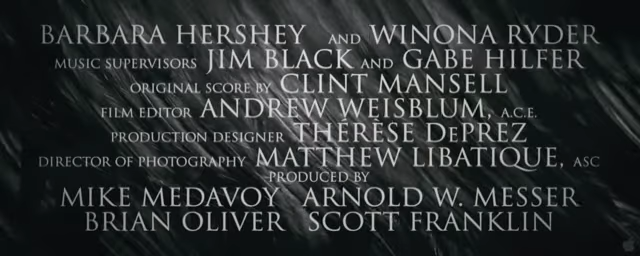 BARBARA HERSHEY AND WINONA RYDER
MUSIC SUPERVISORS JIM BLACK AND GABE HILFER
ORIGINAL SCORE BY CLINT MANSELL
FILM EDITOR ANDREW WEISBLUM, A.C.E.
PRODUCTION DESIGNER THÉRÈSE DEPREZ
DIRECTOR OF PHOTOGRAPHY MATTHEW LIBATIQUE, ASC
PRODUCED BY
MIKE MEDAVOY ARNOLD W. MESSER
BRIAN OLIVER SCOTT FRANKLIN